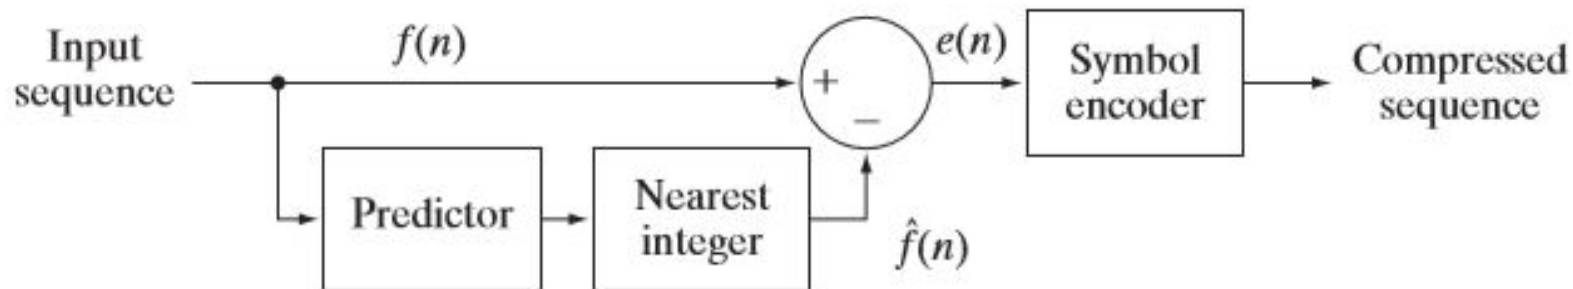 Input
sequence
f(n)
+
−
e(n)
Symbol
encoder
Compressed
sequence
Predictor
Nearest
integer
f̂(n)